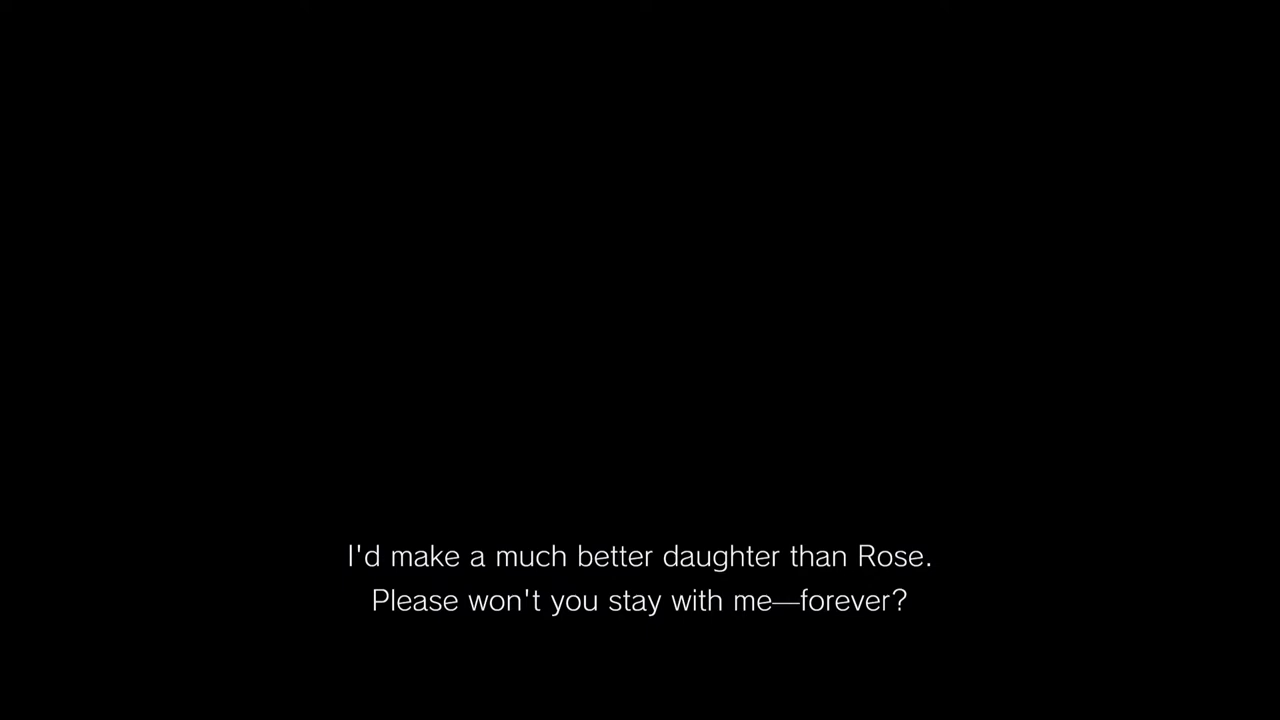 I'd make a much better daughter than Rose.
Please won't you stay with me—forever?